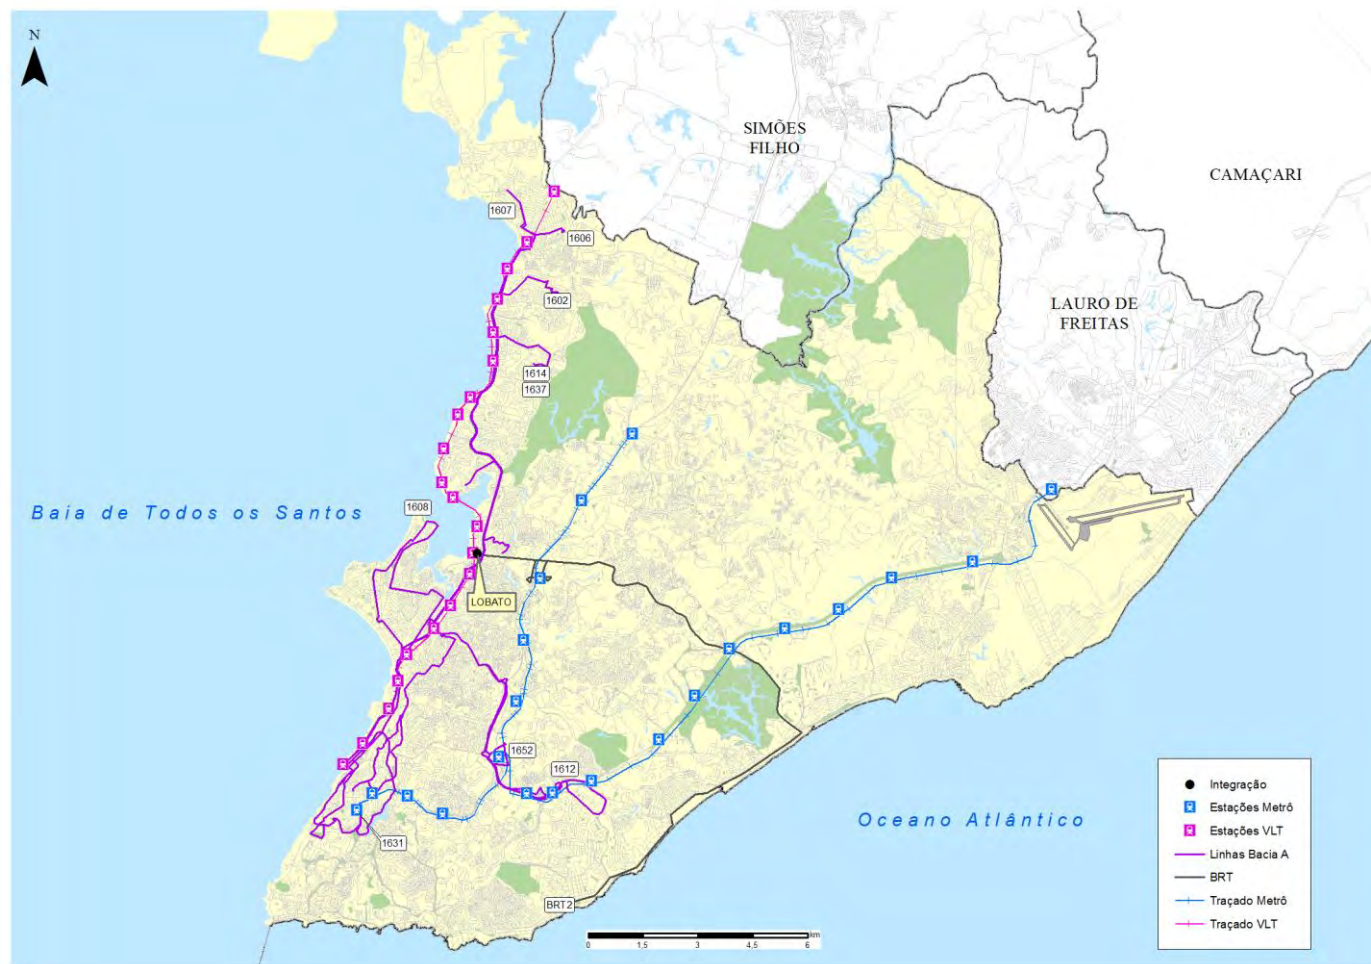 N
SIMÕES
FILHO
CAMAÇARI
1607
1606
1602
LAURO DE
FREITAS
1614
1637
Baia de Todos os Santos
1608
LOBATO
1652
1612
1631
Oceano Atlântico
BRT2
Integração
Estações Metrô
Estações VLT
Linhas Bacia A
BRT
Traçado Metrô
Traçado VLT
km
0 1,5 3 4,5 6